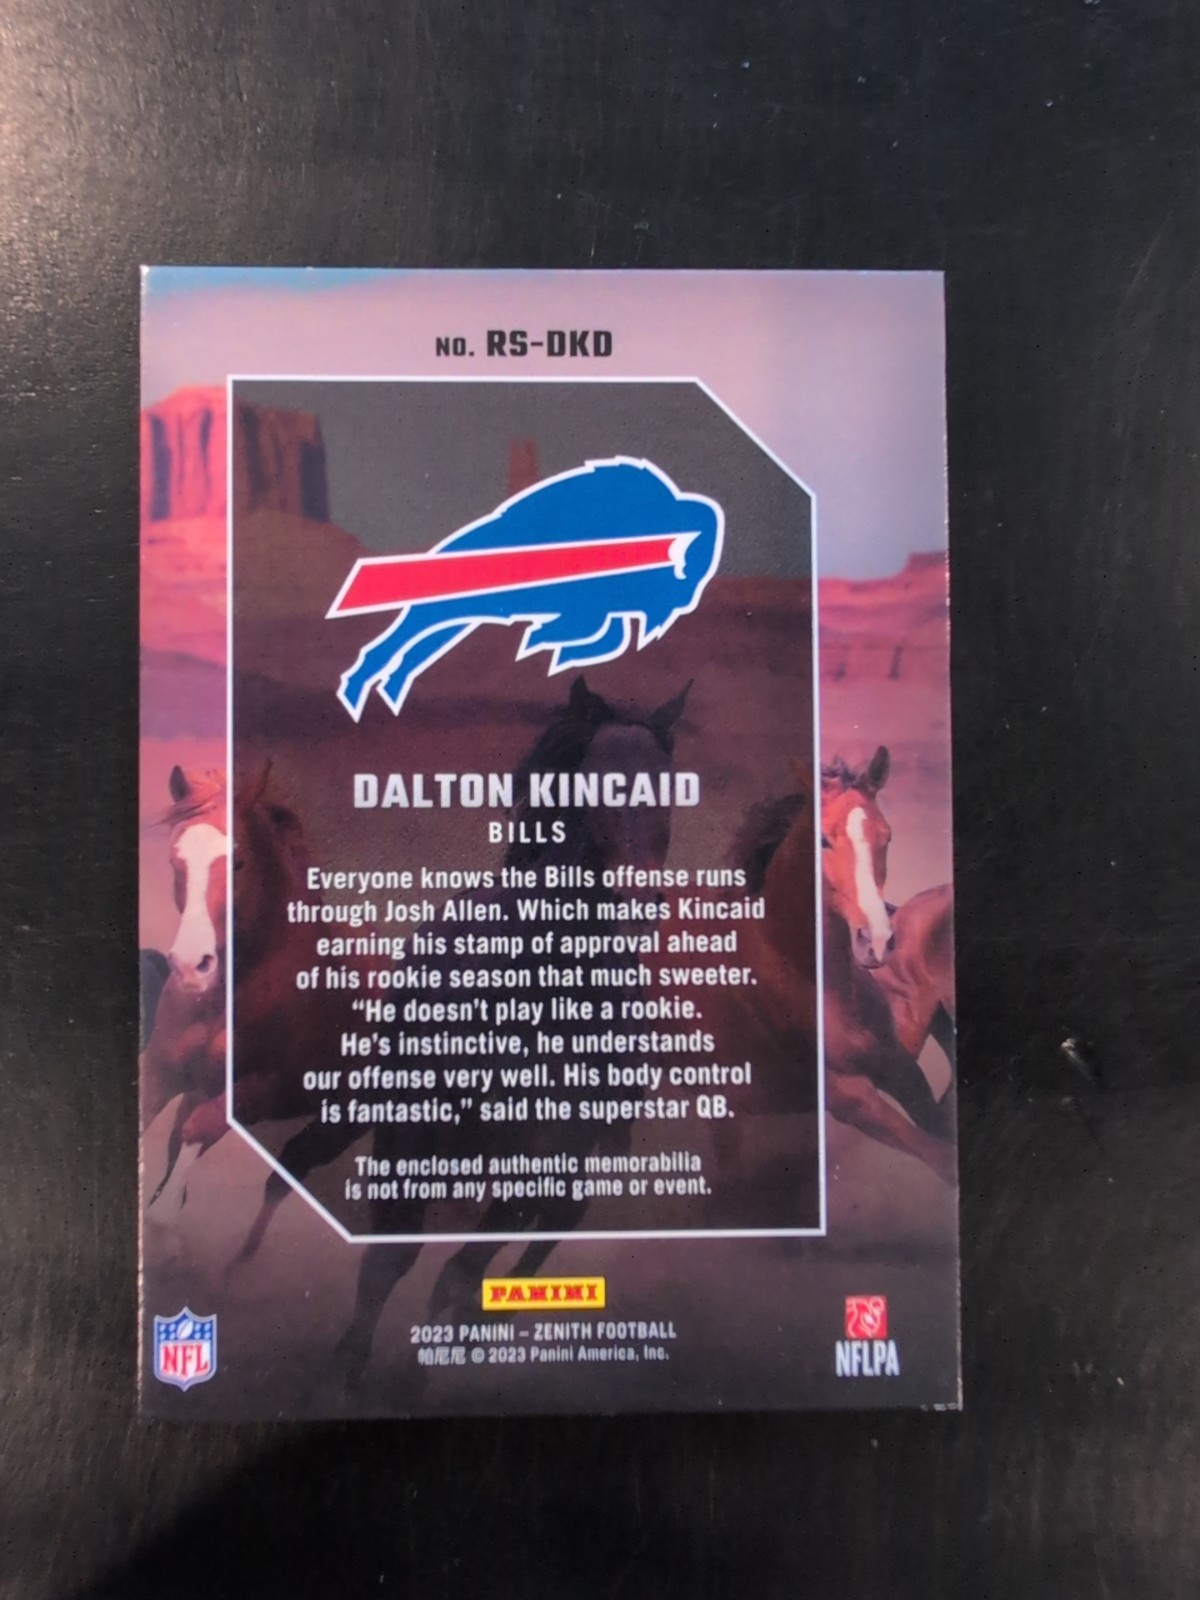 NO. RS-DKD
DALTON KINCAID
BILLS
Everyone knows the Bills offense runs
through Josh Allen. Which makes Kincaid
earning his stamp of approval ahead
of his rookie season that much sweeter.
“He doesn’t play like a rookie.
He’s instinctive, he understands
our offense very well. His body control
is fantastic,” said the superstar QB.
The enclosed authentic memorabilia
is not from any specific game or event.
PANINI
2023 PANINI – ZENITH FOOTBALL
帕尼尼 © 2023 Panini America, Inc.
NFL
NFLPA